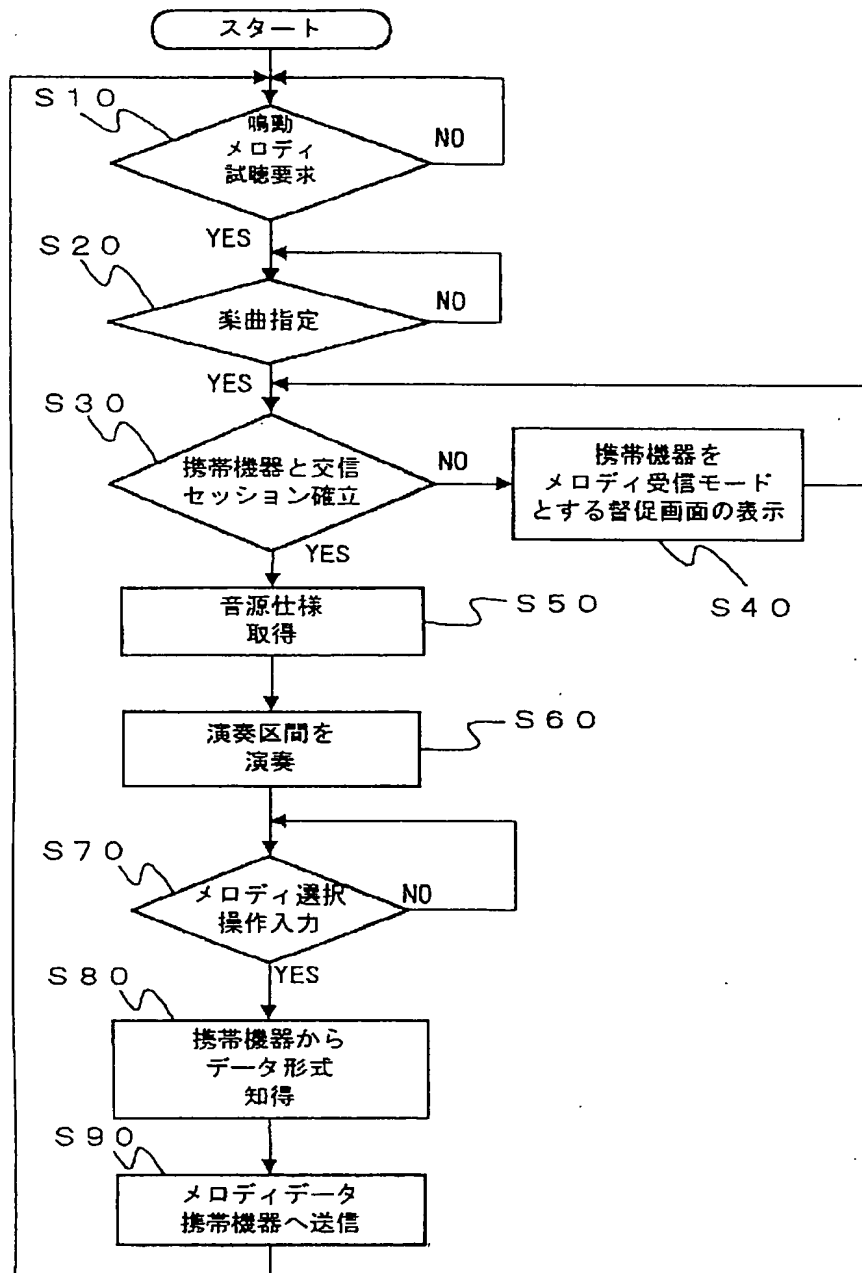 スタート
S10
鳴動
メロディ
試聴要求
NO
YES
S20
楽曲指定
NO
YES
S30
携帯機器と交信
セッション確立
NO
携帯機器を
メロディ受信モード
とする督促画面の表示
S40
YES
音源仕様
取得
S50
演奏区間を
演奏
S60
S70
メロディ選択
操作入力
NO
YES
S80
携帯機器から
データ形式
知得
S90
メロディデータ
携帯機器へ送信